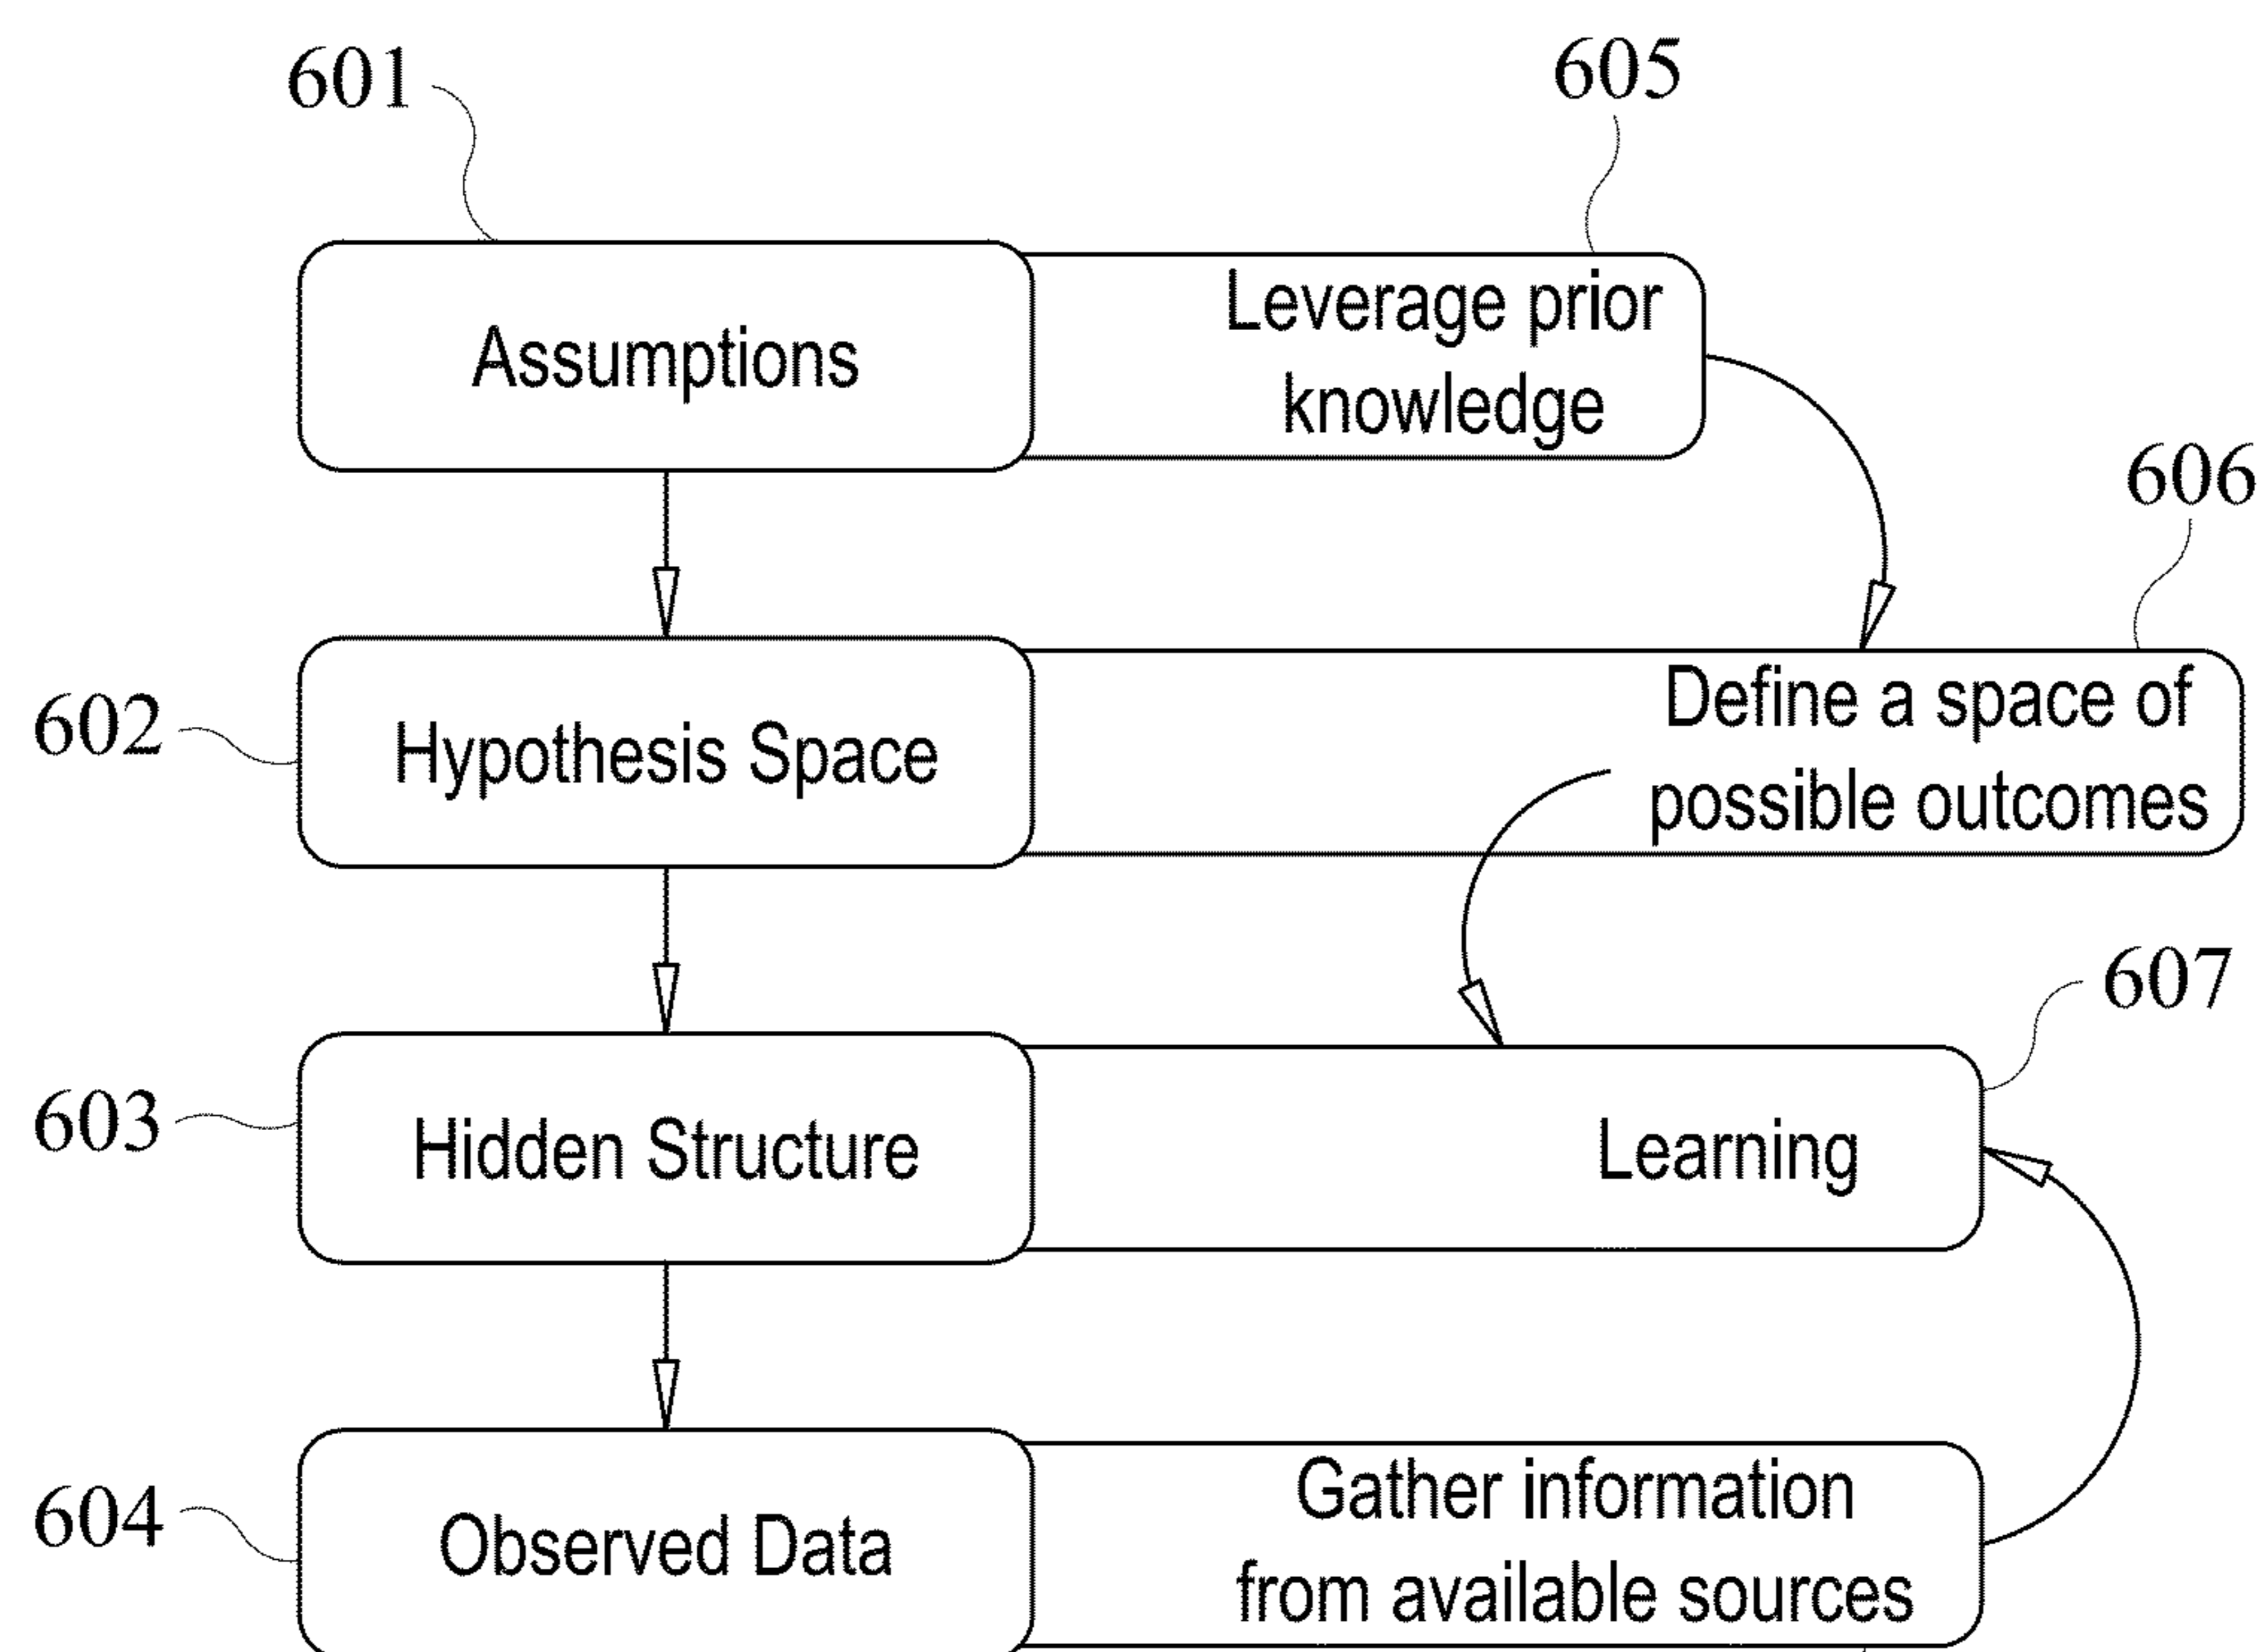 601
605
Assumptions
Leverage prior
knowledge
606
602
Hypothesis Space
Define a space of
possible outcomes
607
603
Hidden Structure
Learning
604
Observed Data
Gather information
from available sources